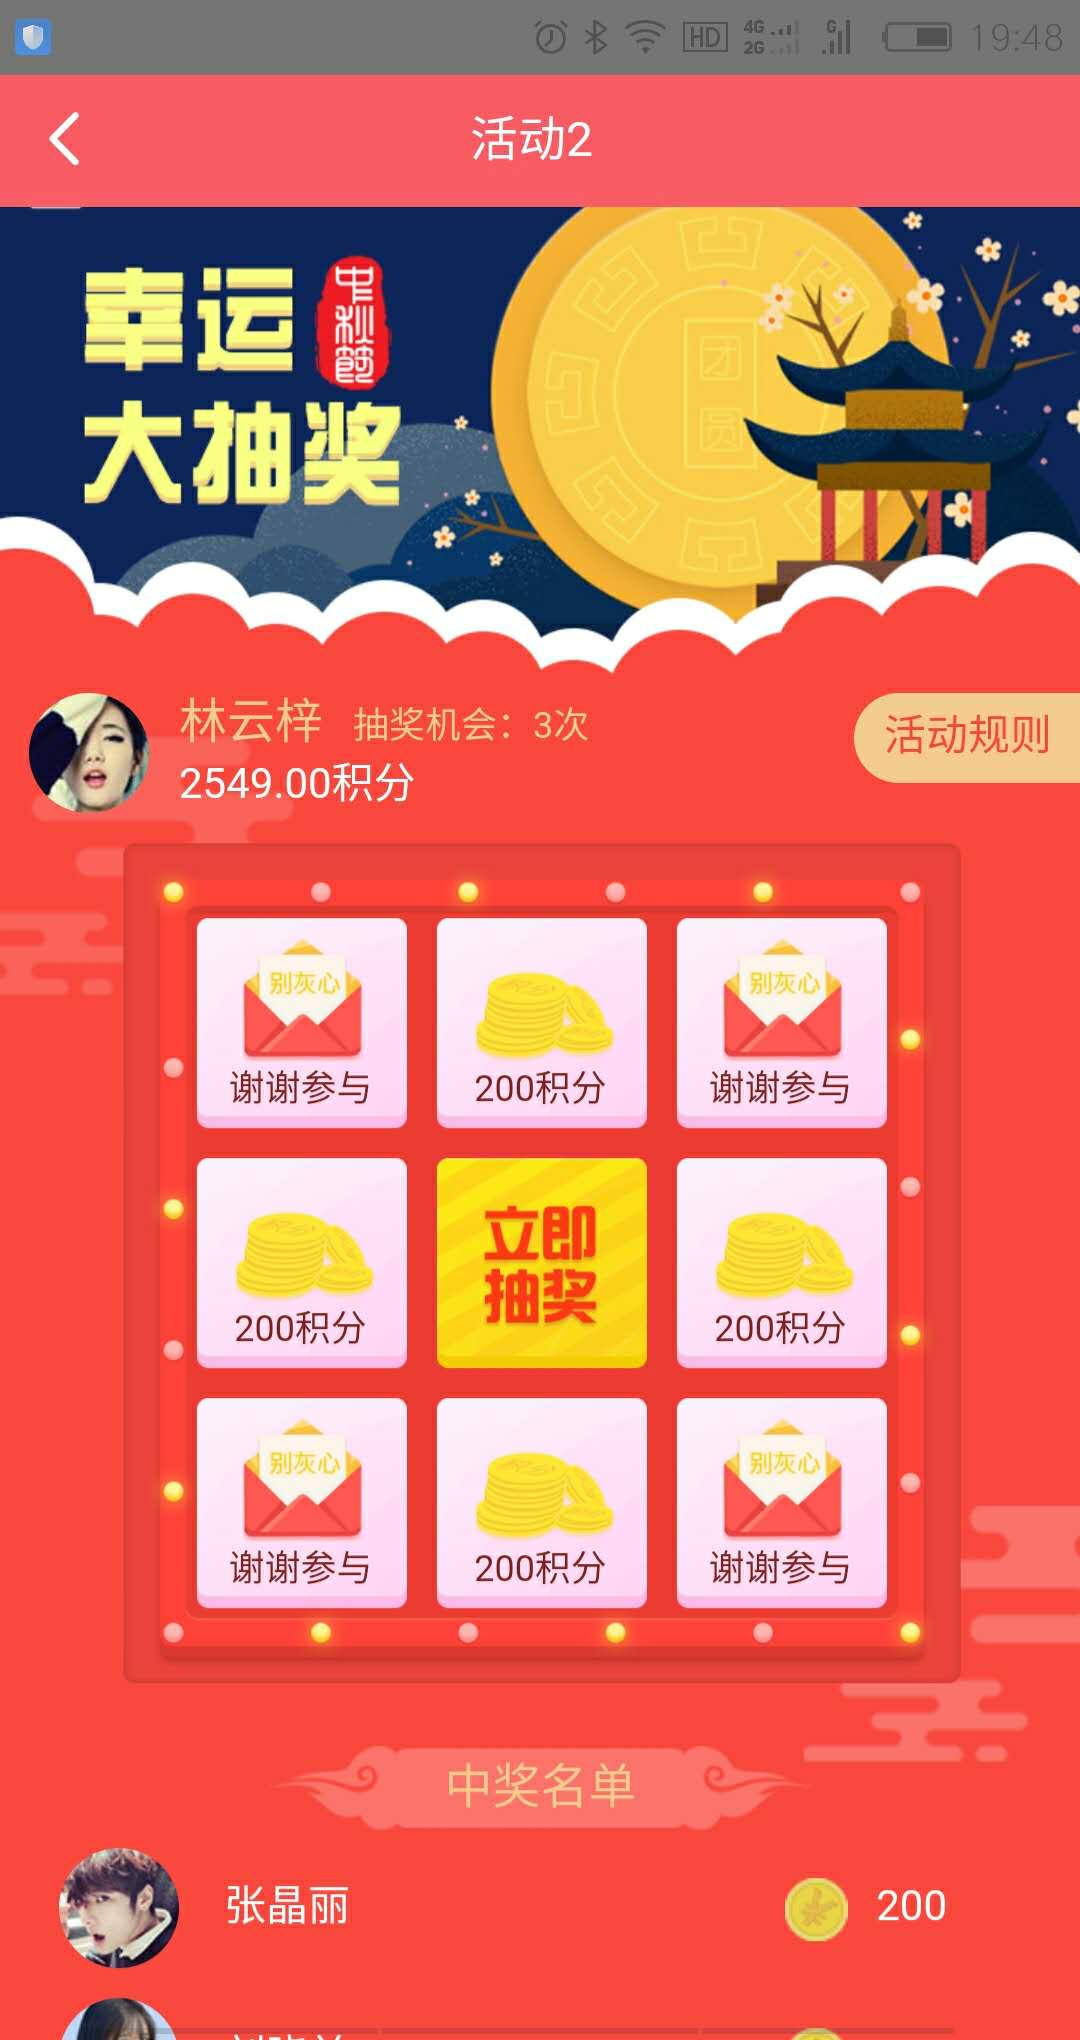 HD 4G 2G G 19:48
活动2
幸运
中秋节
大抽奖
团圆
林云梓 抽奖机会：3次
活动规则
2549.00积分
别灰心 别灰心
谢谢参与 200积分 谢谢参与
立即
抽奖
200积分 200积分
别灰心 别灰心
谢谢参与 200积分 谢谢参与
中奖名单
张晶丽 200